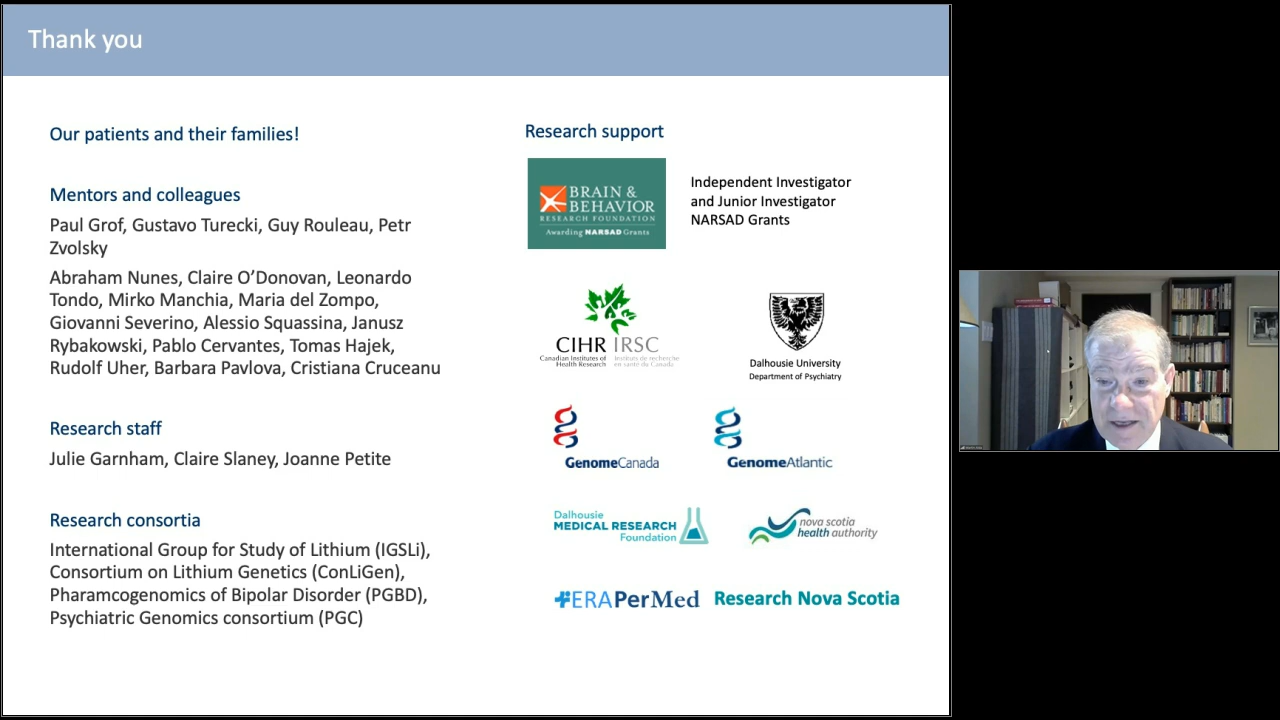 Thank you
Our patients and their families!
Mentors and colleagues
Paul Grof, Gustavo Turecki, Guy Rouleau, Petr
Zvolsky
Abraham Nunes, Claire O’Donovan, Leonardo
Tondo, Mirko Manchia, Maria del Zompo,
Giovanni Severino, Alessio Squassina, Janusz
Rybakowski, Pablo Cervantes, Tomas Hajek,
Rudolf Uher, Barbara Pavlova, Cristiana Cruceanu
Research staff
Julie Garnham, Claire Slaney, Joanne Petite
Research consortia
International Group for Study of Lithium (IGSLi),
Consortium on Lithium Genetics (ConLiGen),
Pharamcogenomics of Bipolar Disorder (PGBD),
Psychiatric Genomics consortium (PGC)
Research support
BRAIN &
BEHAVIOR
RESEARCH FOUNDATION
Awarding NARSAD Grants
Independent Investigator
and Junior Investigator
NARSAD Grants
CIHR IRSC
Canadian Institutes of
Health Research
Instituts de recherche
en santé du Canada
Dalhousie University
Department of Psychiatry
GenomeCanada
GenomeAtlantic
Dalhousie
MEDICAL RESEARCH
Foundation
nova scotia
health authority
ERAPerMed
Research Nova Scotia